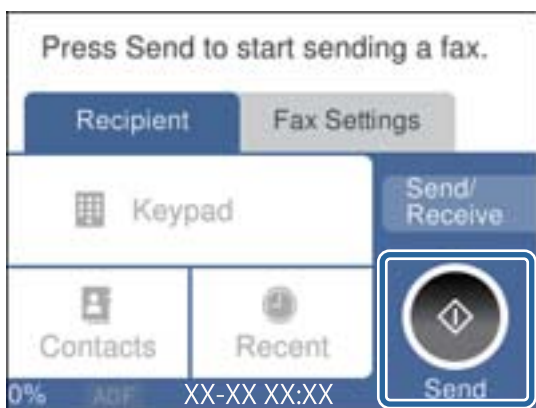 Press Send to start sending a fax.
Recipient
Fax Settings
Keypad
Send/
Receive
Contacts
Recent
Send
0%
ADF
XX-XX XX:XX